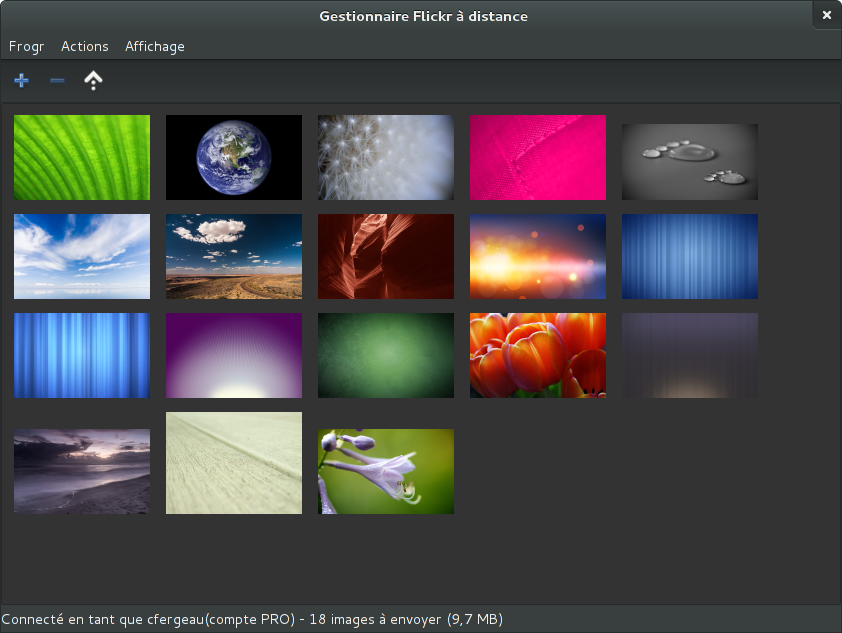 Gestionnaire Flickr à distance
Frogr Actions Affichage
Connecté en tant que cfergeau(compte PRO) - 18 images à envoyer (9,7 MB)